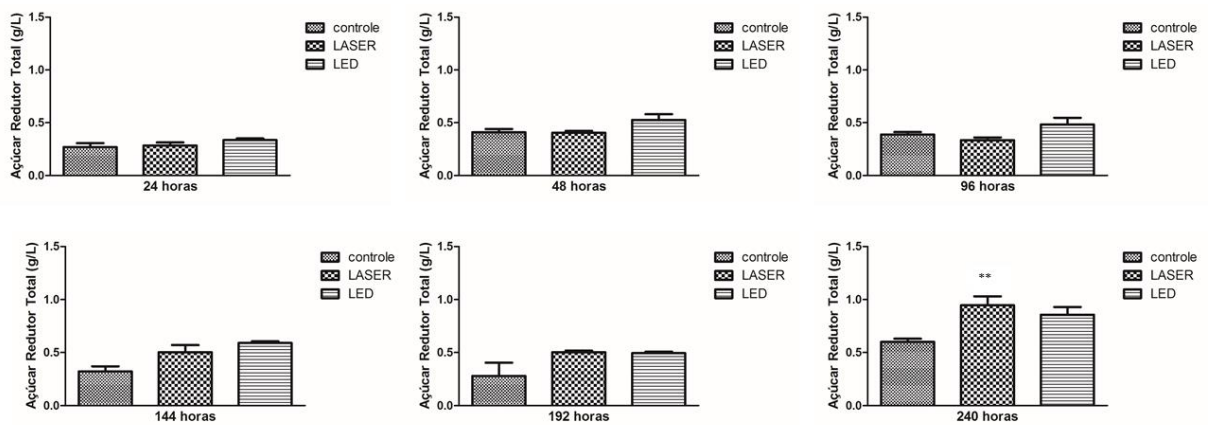 Açúcar Redutor Total (g/L)
1.5
1.0
0.5
0.0
24 horas
controle
LASER
LED
Açúcar Redutor Total (g/L)
1.5
1.0
0.5
0.0
48 horas
controle
LASER
LED
Açúcar Redutor Total (g/L)
1.5
1.0
0.5
0.0
96 horas
controle
LASER
LED
Açúcar Redutor Total (g/L)
1.5
1.0
0.5
0.0
144 horas
controle
LASER
LED
Açúcar Redutor Total (g/L)
1.5
1.0
0.5
0.0
192 horas
controle
LASER
LED
Açúcar Redutor Total (g/L)
1.5
1.0
0.5
0.0
**
240 horas
controle
LASER
LED